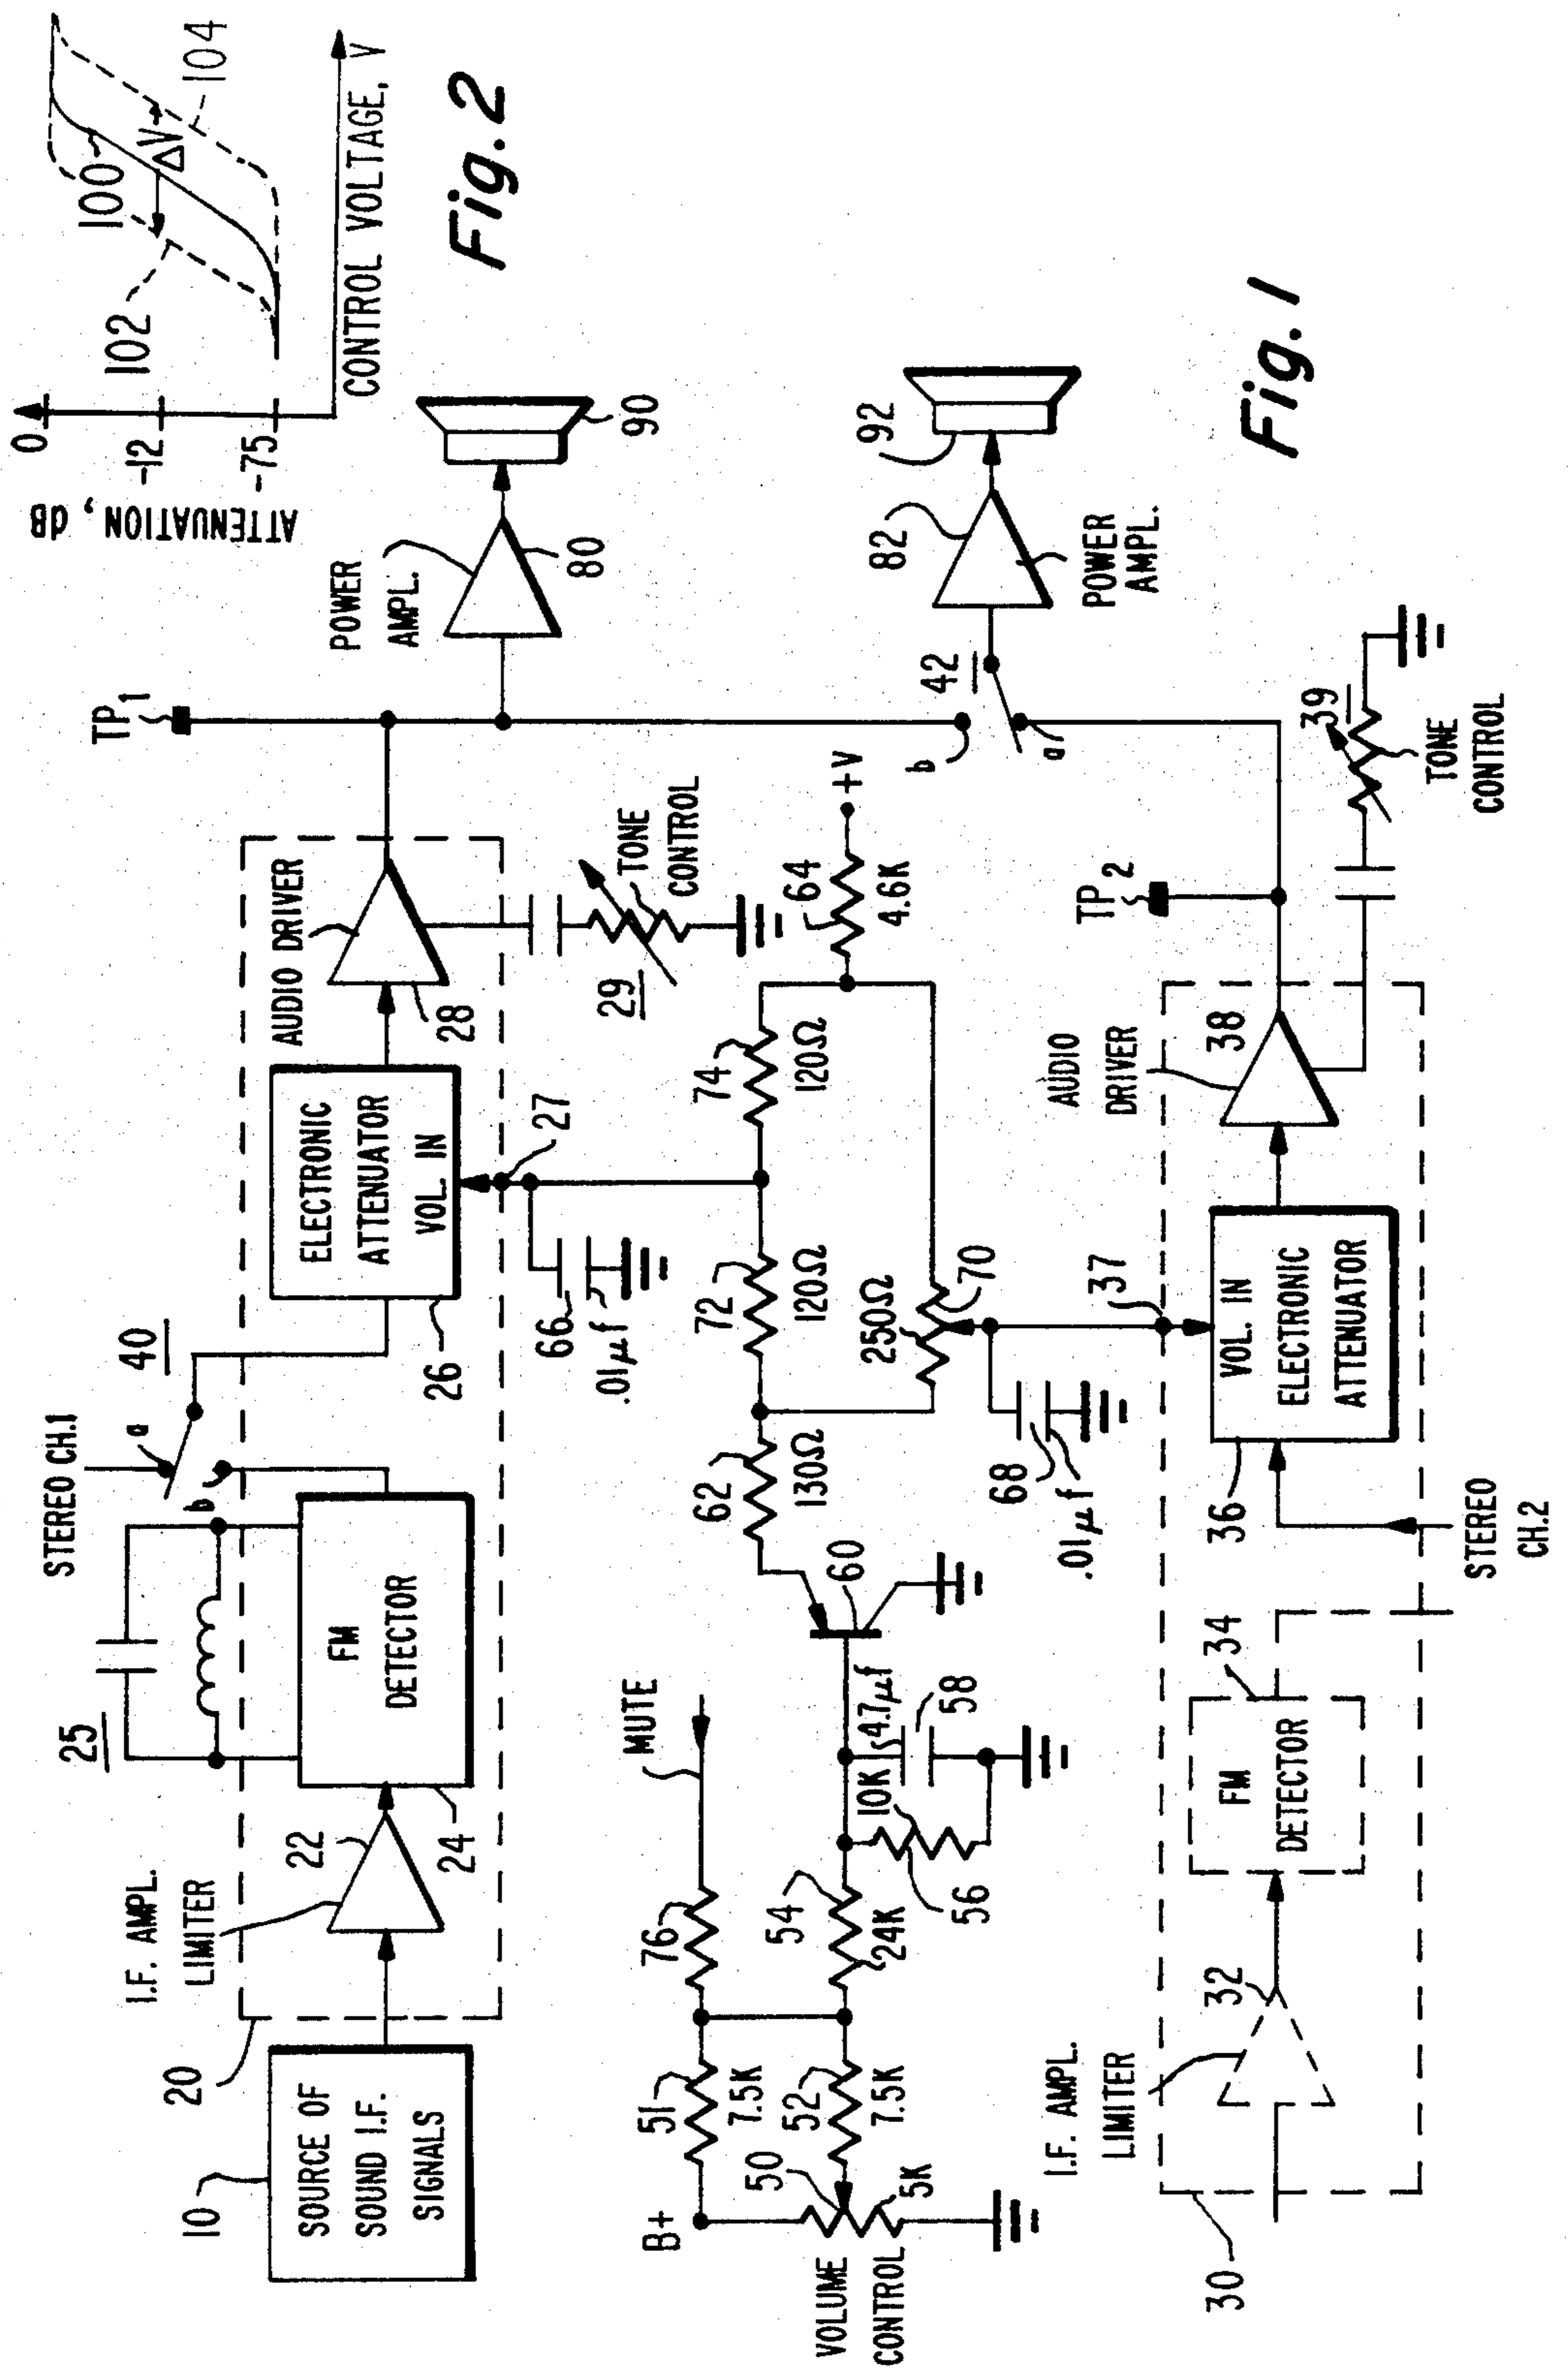 SOURCE OF
SOUND I.F.
SIGNALS
10
20
I.F. AMPL.
LIMITER
22
24
25
FM
DETECTOR
STEREO CH.1
a
b
40
ELECTRONIC
ATTENUATOR
VOL. IN
26
27
66
.01µf
AUDIO DRIVER
28
29
TONE
CONTROL
TP1
POWER
AMPL.
80
90
B+
VOLUME
CONTROL
50
5K
51
7.5K
52
7.5K
76
MUTE
54
24K
56
10K
4.7µf
58
60
62
130Ω
72
120Ω
74
120Ω
250Ω
70
64
4.6K
+V
68
.01µf
37
30
I.F. AMPL.
LIMITER
32
FM
DETECTOR
34
STEREO
CH.2
36
VOL. IN
ELECTRONIC
ATTENUATOR
AUDIO
DRIVER
38
TP2
39
TONE
CONTROL
b
a
42
82
POWER
AMPL.
92
Fig. 1
ATTENUATION, dB
0
-12
-75
102
100
ΔV
104
CONTROL VOLTAGE, V
Fig. 2